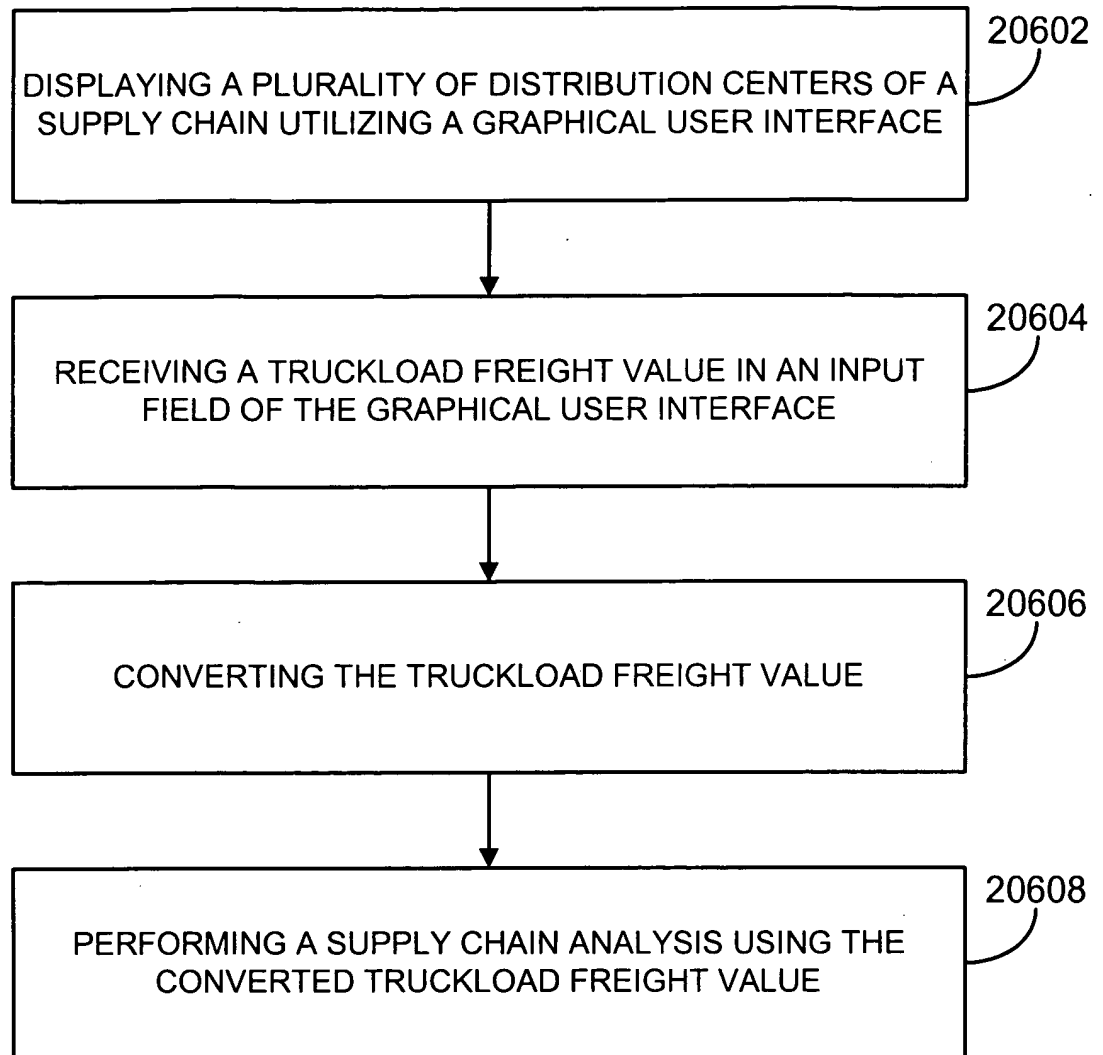 20602
DISPLAYING A PLURALITY OF DISTRIBUTION CENTERS OF A
SUPPLY CHAIN UTILIZING A GRAPHICAL USER INTERFACE
20604
RECEIVING A TRUCKLOAD FREIGHT VALUE IN AN INPUT
FIELD OF THE GRAPHICAL USER INTERFACE
20606
CONVERTING THE TRUCKLOAD FREIGHT VALUE
20608
PERFORMING A SUPPLY CHAIN ANALYSIS USING THE
CONVERTED TRUCKLOAD FREIGHT VALUE